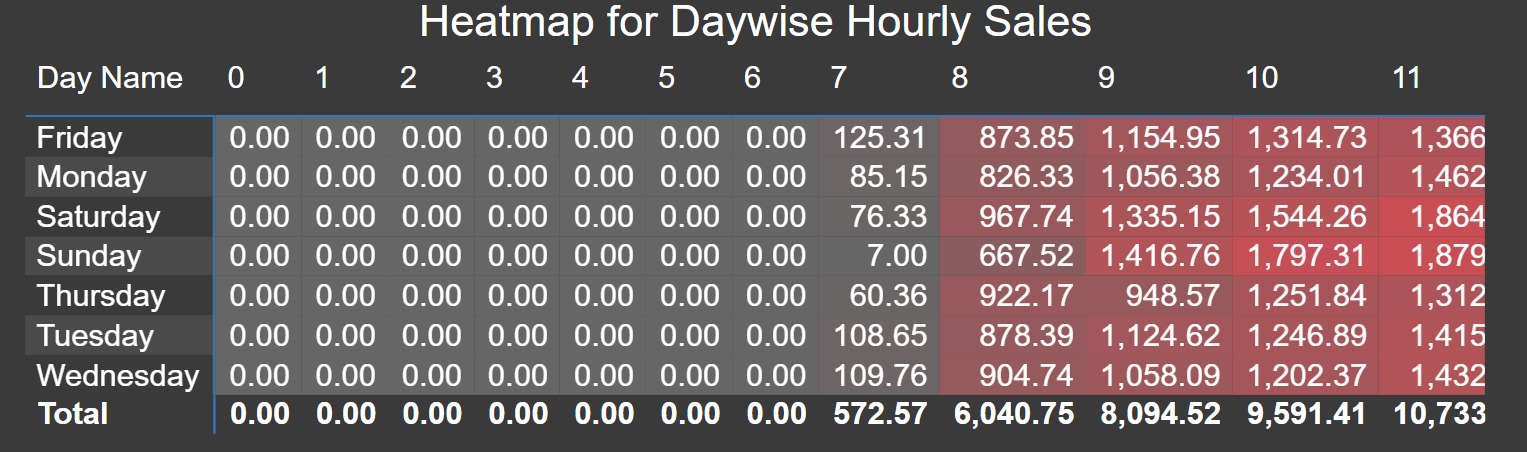 Heatmap for Daywise Hourly Sales
Day Name 0 1 2 3 4 5 6 7 8 9 10 11
Friday 0.00 0.00 0.00 0.00 0.00 0.00 0.00 125.31 873.85 1,154.95 1,314.73 1,366
Monday 0.00 0.00 0.00 0.00 0.00 0.00 0.00 85.15 826.33 1,056.38 1,234.01 1,462
Saturday 0.00 0.00 0.00 0.00 0.00 0.00 0.00 76.33 967.74 1,335.15 1,544.26 1,864
Sunday 0.00 0.00 0.00 0.00 0.00 0.00 0.00 7.00 667.52 1,416.76 1,797.31 1,879
Thursday 0.00 0.00 0.00 0.00 0.00 0.00 0.00 60.36 922.17 948.57 1,251.84 1,312
Tuesday 0.00 0.00 0.00 0.00 0.00 0.00 0.00 108.65 878.39 1,124.62 1,246.89 1,415
Wednesday 0.00 0.00 0.00 0.00 0.00 0.00 0.00 109.76 904.74 1,058.09 1,202.37 1,432
Total 0.00 0.00 0.00 0.00 0.00 0.00 0.00 572.57 6,040.75 8,094.52 9,591.41 10,733